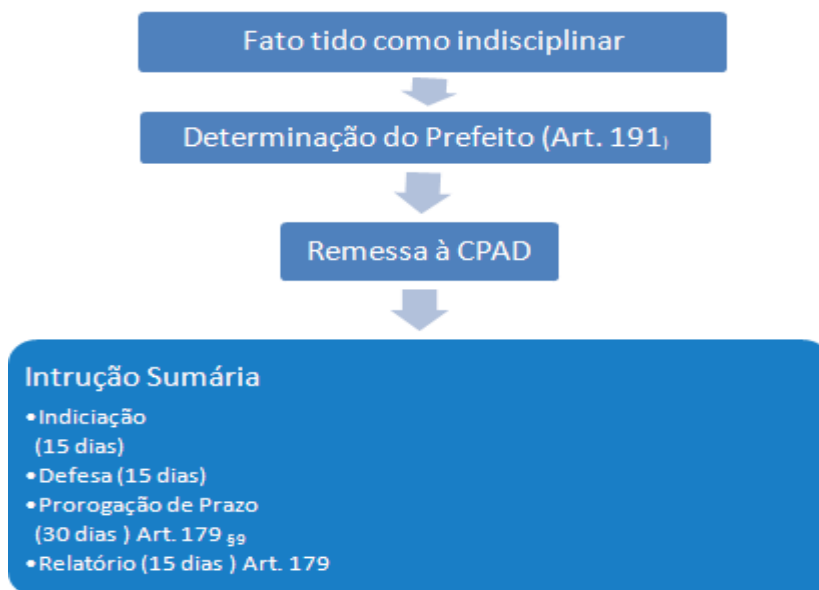 Fato tido como indisciplinar
Determinação do Prefeito (Art. 191)
Remessa à CPAD
Intrução Sumária
•Indiciação
(15 dias)
•Defesa (15 dias)
•Prorogação de Prazo
(30 dias ) Art. 179 §9
•Relatório (15 dias ) Art. 179